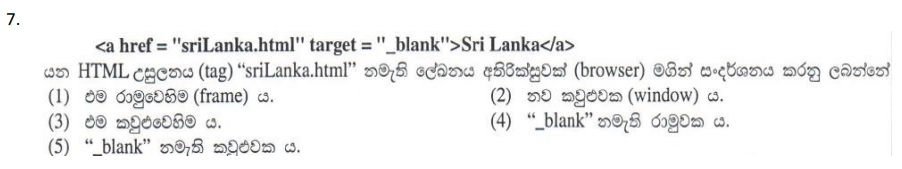 7.
<a href = "sriLanka.html" target = "_blank">Sri Lanka</a>
යන HTML උසුලනය (tag) “sriLanka.html” නමැති ලේඛනය අතිරික්සුවක් (browser) මගින් සංදර්ශනය කරනු ලබන්නේ
(1) එම රාමුවෙහිම (frame) ය. (2) නව කවුළුවක (window) ය.
(3) එම කවුළුවෙහිම ය. (4) “_blank” නමැති රාමුවක ය.
(5) “_blank” නමැති කවුළුවක ය.